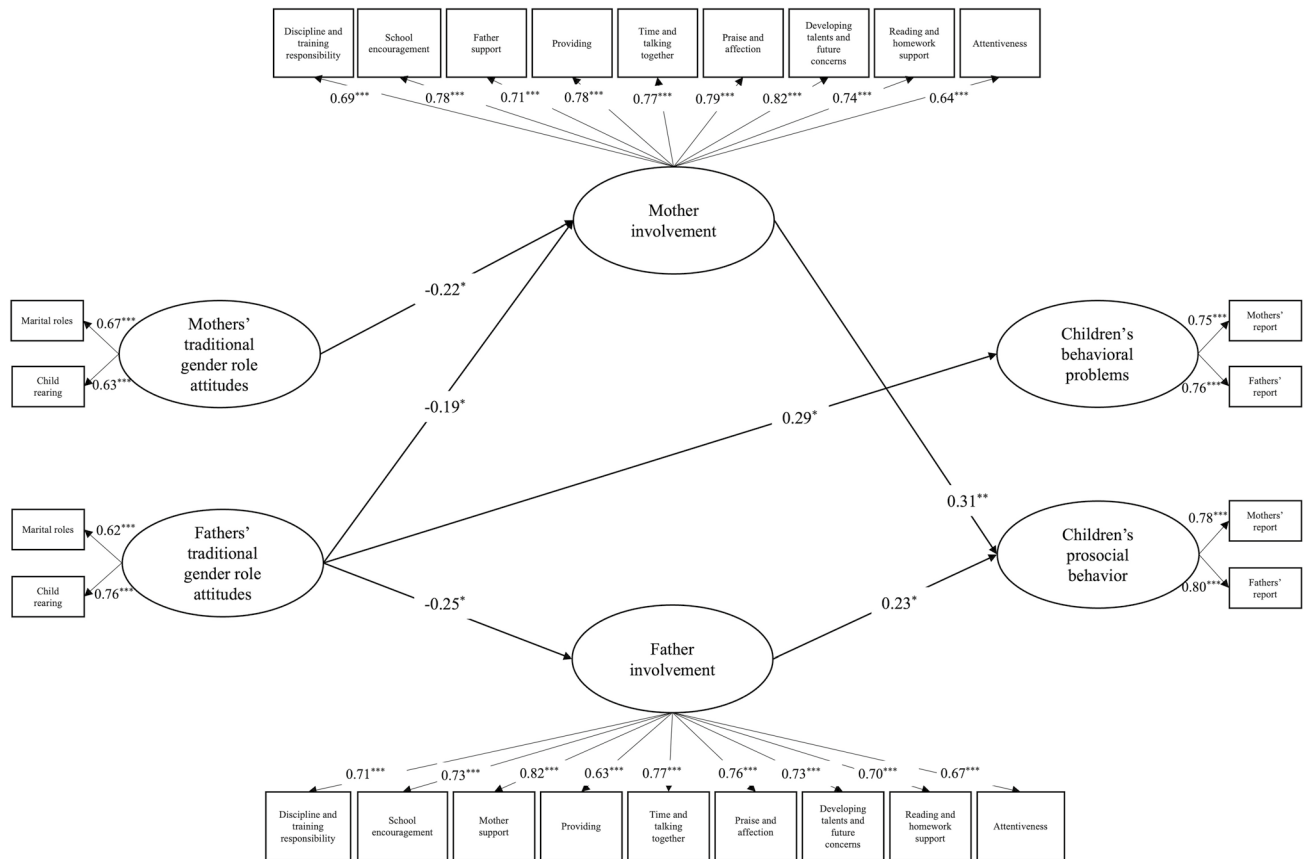 Discipline and
training
responsibility
School
encouragement
Father
support
Providing
Time and
talking
together
Praise and
affection
Developing
talents and
future
concerns
Reading and
homework
support
Attentiveness
0.69***
0.78***
0.71***
0.78***
0.77***
0.79***
0.82***
0.74***
0.64***
Mother
involvement
-0.22*
Marital roles
0.67***
Child
rearing
0.63***
Mothers’
traditional
gender role
attitudes
-0.19*
0.29*
Children’s
behavioral
problems
0.75***
Mothers’
report
0.76***
Fathers’
report
Marital roles
0.62***
Child
rearing
0.76***
Fathers’
traditional
gender role
attitudes
0.31**
-0.25*
0.23*
Children’s
prosocial
behavior
0.78***
Mothers’
report
0.80***
Fathers’
report
Father
involvement
0.71***
0.73***
0.82***
0.63***
0.77***
0.76***
0.73***
0.70***
0.67***
Discipline and
training
responsibility
School
encouragement
Mother
support
Providing
Time and
talking
together
Praise and
affection
Developing
talents and
future
concerns
Reading and
homework
support
Attentiveness